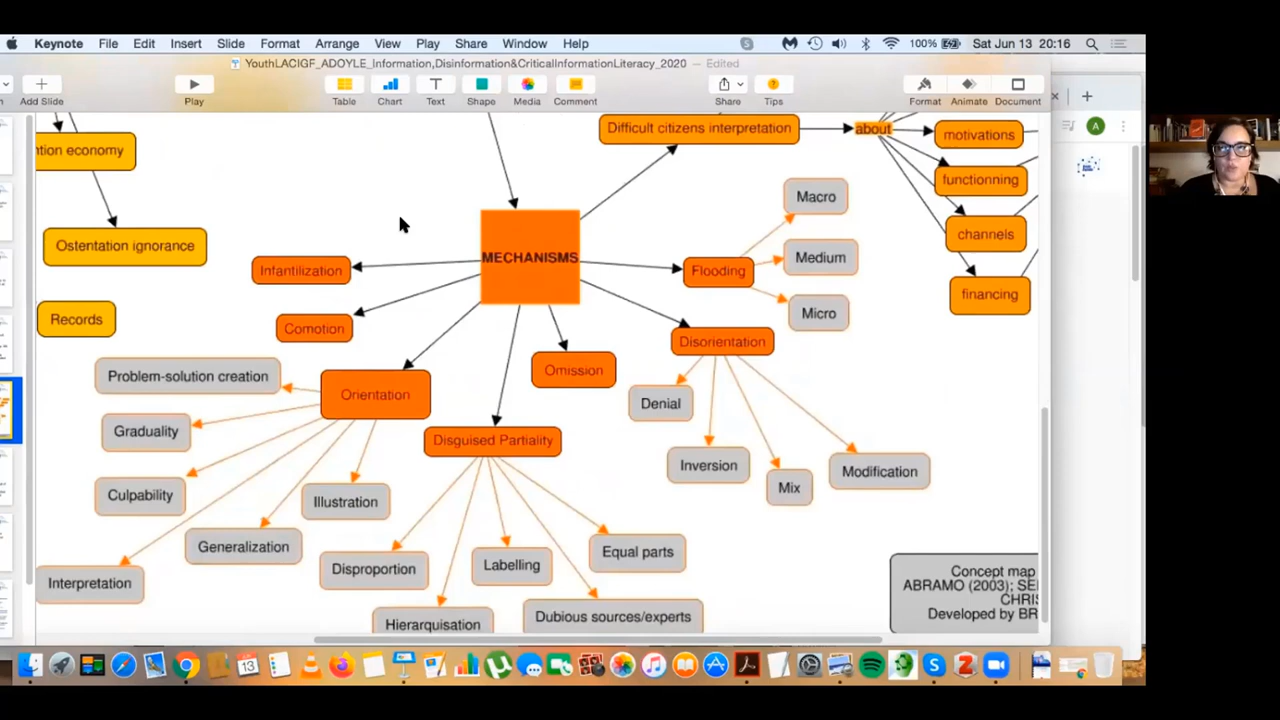 Keynote File Edit Insert Slide Format Arrange View Play Share Window Help 100% Sat Jun 13 20:16
YouthLACIGF_ADOYLE_Information,Disinformation&CriticalInformationLiteracy_2020 — Edited
Add Slide Play Table Chart Text Shape Media Comment Share Tips Format Animate Document
A
Difficult citizens interpretation
about
motivations
ntion economy
functionning
Macro
channels
Ostentation ignorance
MECHANISMS
Medium
Infantilization
Flooding
financing
Micro
Records
Comotion
Disorientation
Omission
Problem-solution creation
Orientation
Denial
Graduality
Disguised Partiality
Inversion
Modification
Mix
Culpability
Illustration
Generalization
Equal parts
Labelling
Disproportion
Interpretation
Dubious sources/experts
Hierarquisation
Concept map
ABRAMO (2003); SE
CHRIS
Developed by BR